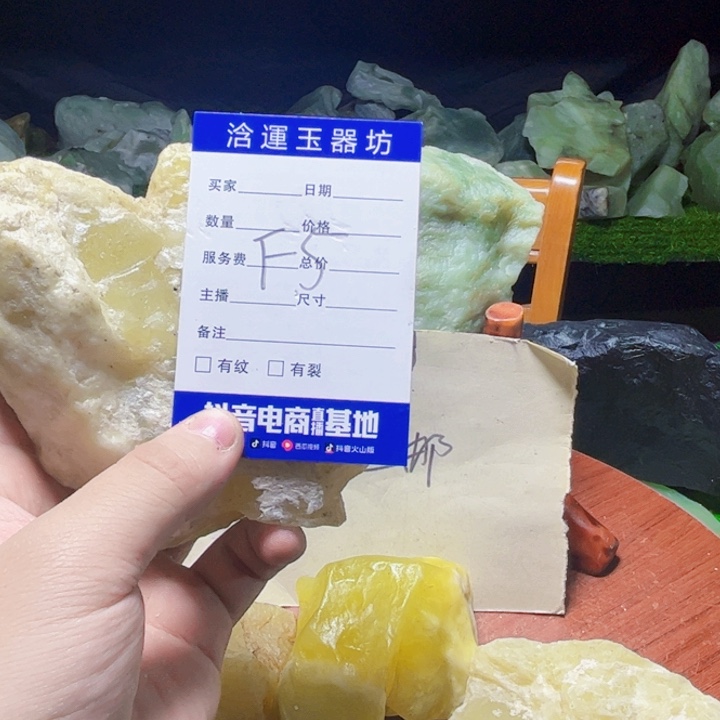 浛運玉器坊
买家 日期
数量 价格
服务费 总价
F5
主播 尺寸
备注
有纹 有裂
抖音电商直播基地
抖音 西瓜视频 抖音火山版
那